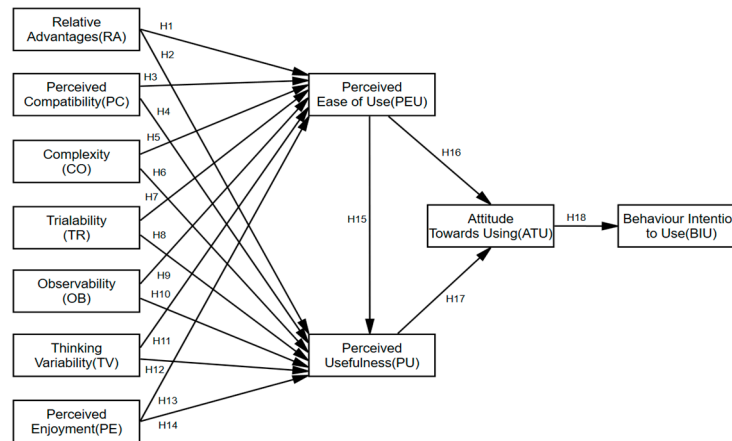 Relative
Advantages(RA)
H1
H2
Perceived
Compatibility(PC)
H3
H4
Perceived
Ease of Use(PEU)
Complexity
(CO)
H5
H6
H16
Trialability
(TR)
H7
H8
H15
Attitude
Towards Using(ATU)
H18
Behaviour Intention
to Use(BIU)
Observability
(OB)
H9
H10
H17
Thinking
Variability(TV)
H11
H12
Perceived
Usefulness(PU)
Perceived
Enjoyment(PE)
H13
H14